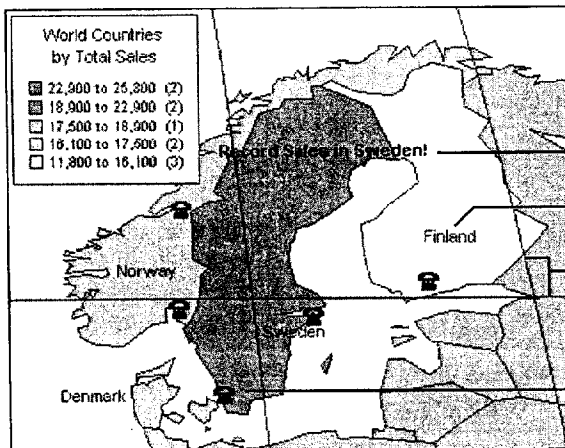 World Countries
by Total Sales
22,900 to 25,800 (2)
18,900 to 22,900 (2)
17,500 to 18,900 (1)
16,100 to 17,500 (2)
11,800 to 16,100 (3)
Record Sales in Sweden!
Finland
Norway
Sweden
Denmark